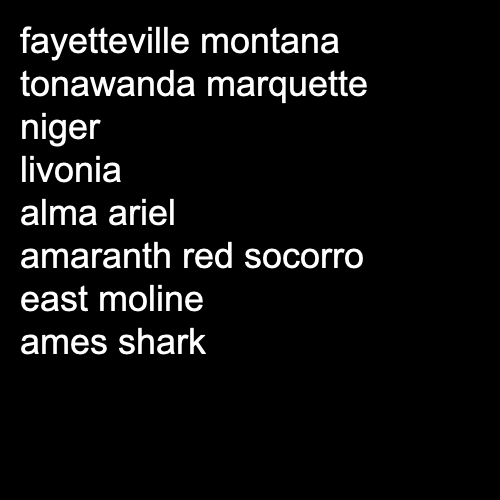 fayetteville montana
tonawanda marquette
niger
livonia
alma ariel
amaranth red socorro
east moline
ames shark